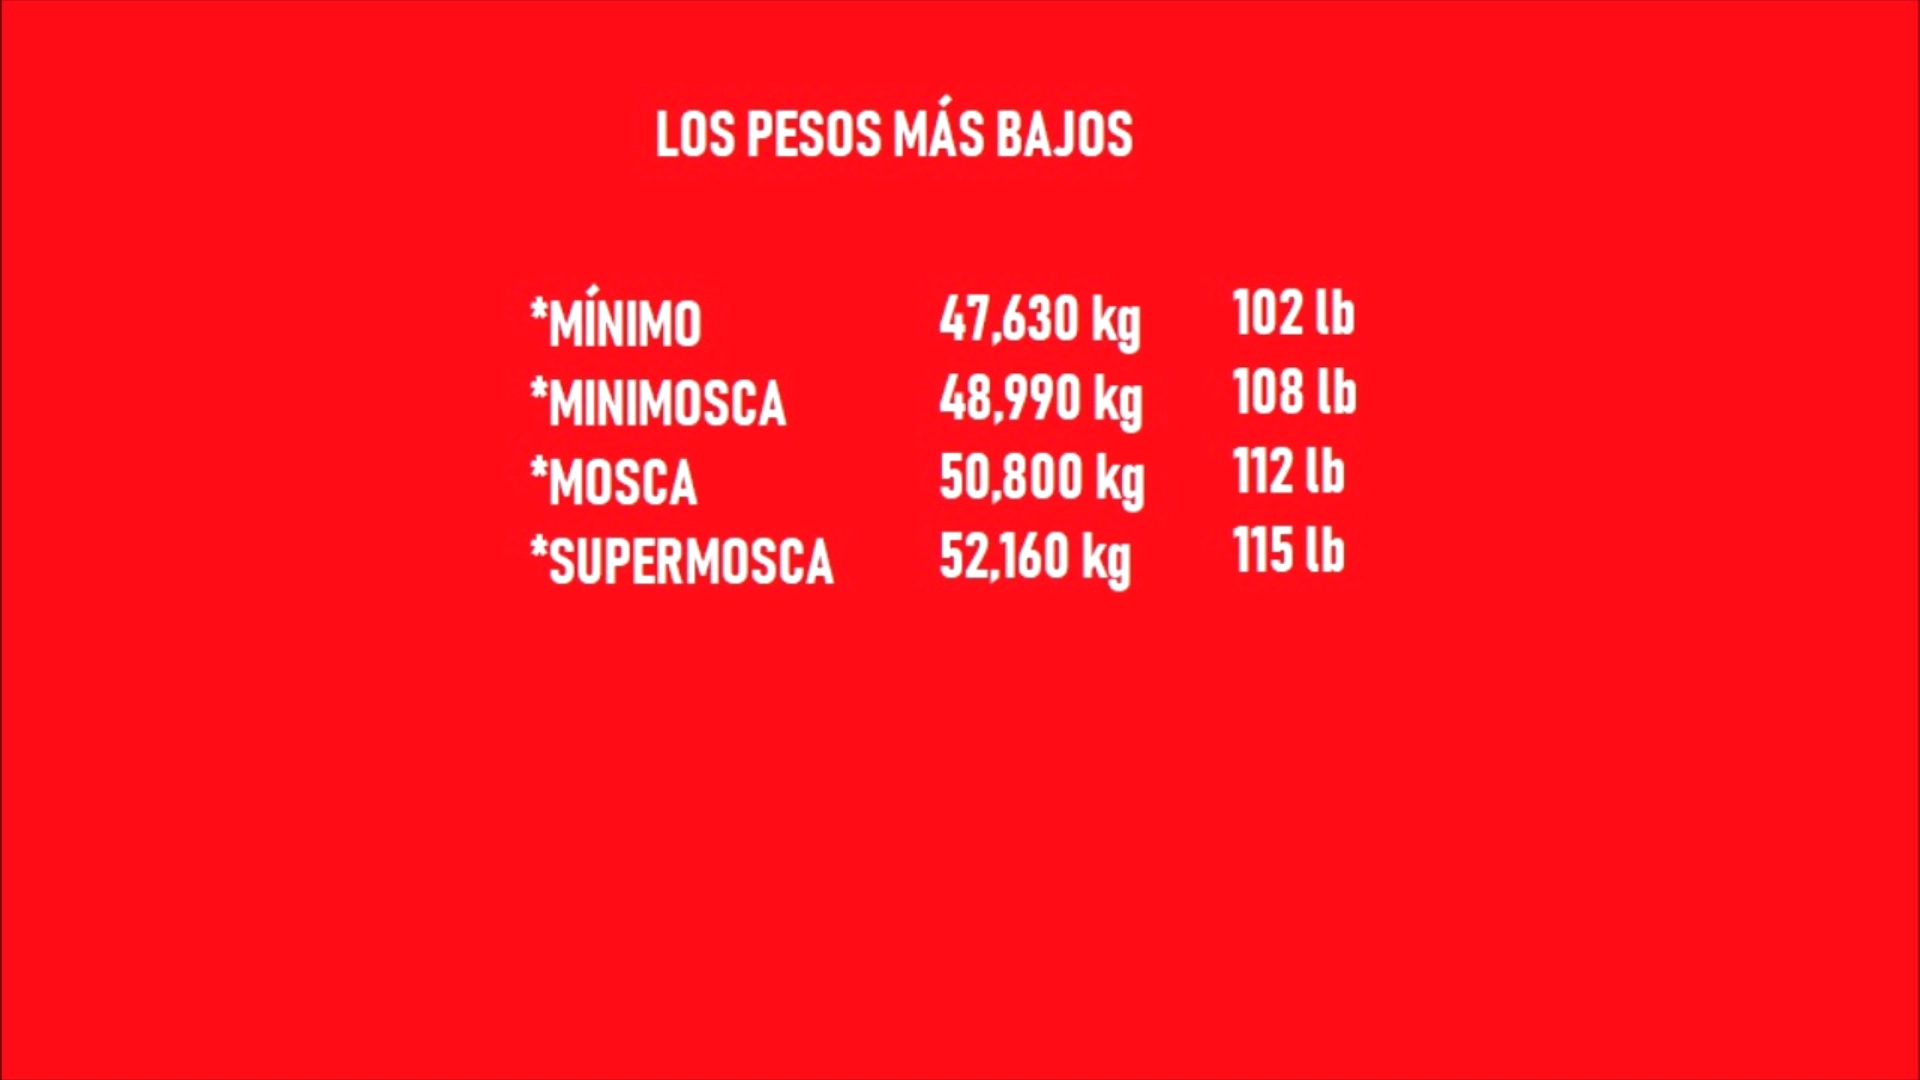 LOS PESOS MÁS BAJOS
*MÍNIMO 47,630 kg 102 lb
*MINIMOSCA 48,990 kg 108 lb
*MOSCA 50,800 kg 112 lb
*SUPERMOSCA 52,160 kg 115 lb